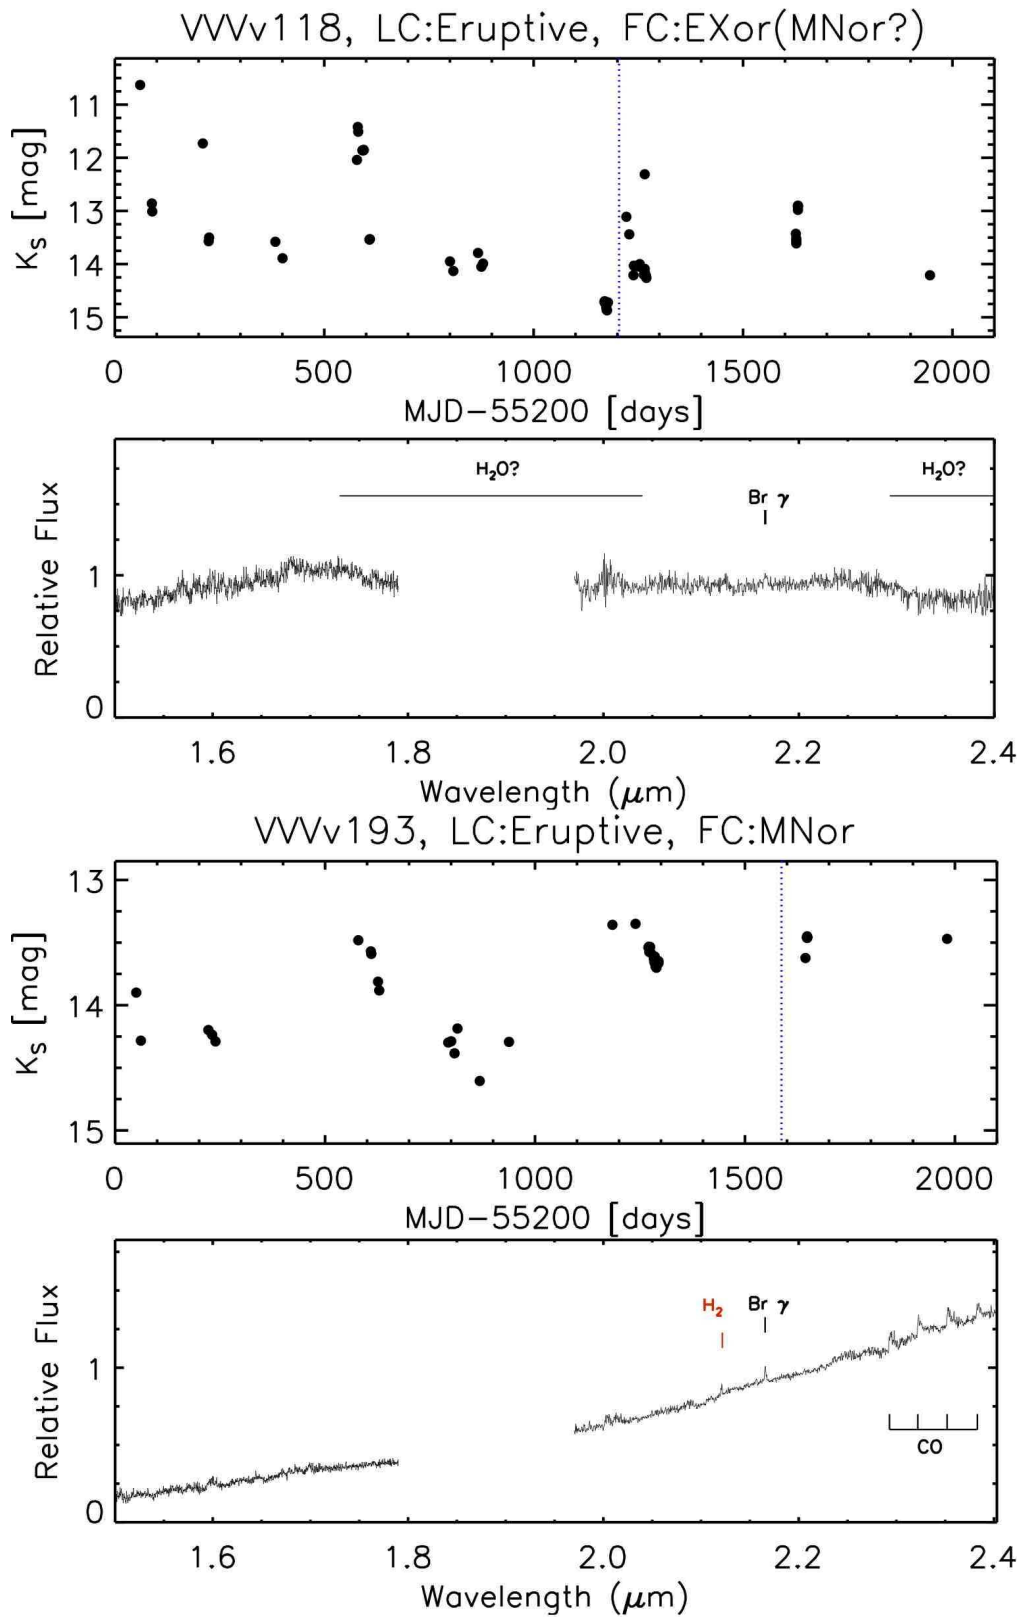 VVVv118, LC:Eruptive, FC:EXor(MNor?)
11
12
13
14
15
Kₛ [mag]
0 500 1000 1500 2000
MJD-55200 [days]
H₂O? H₂O?
Br γ
1
0
Relative Flux
1.6 1.8 2.0 2.2 2.4
Wavelength (μm)
VVVv193, LC:Eruptive, FC:MNor
13
14
15
Kₛ [mag]
0 500 1000 1500 2000
MJD-55200 [days]
H₂ Br γ
1
0
Relative Flux
CO
1.6 1.8 2.0 2.2 2.4
Wavelength (μm)